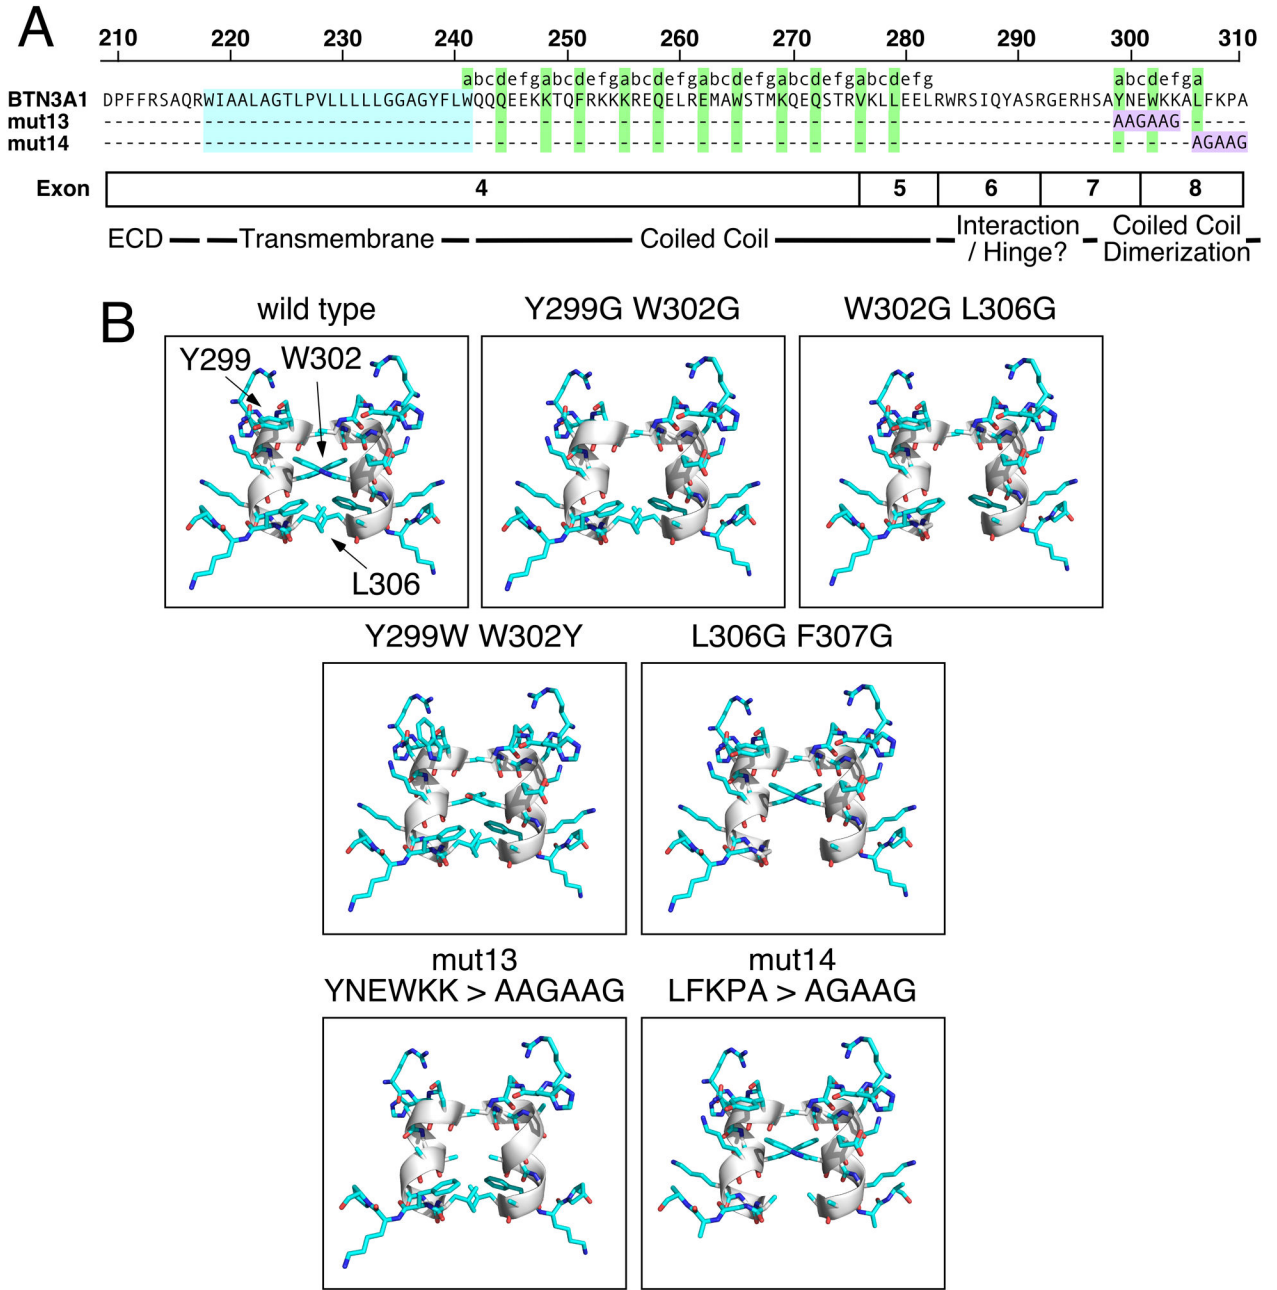 A
210 220 230 240 250 260 270 280 290 300 310
abcdefgabcdefgabcdefgabcdefgabcdefgabcdefg abcdefga
BTN3A1 DPFFRSAQRWIAALAGTLPVLLLLLGGAGYFLWQQQEEKKTQFRKKKREQELREMAWSTMKQEQSTRVKLLEELRWRSIQYASRGERHSAYNEWKKALFKPA
mut13 AAGAAG
mut14 AGAAG
Exon 4 5 6 7 8
ECD Transmembrane Coiled Coil Interaction / Hinge? Coiled Coil Dimerization
B
wild type Y299G W302G W302G L306G
Y299 W302
L306
Y299W W302Y L306G F307G
mut13 mut14
YNEWKK > AAGAAG LFKPA > AGAAG